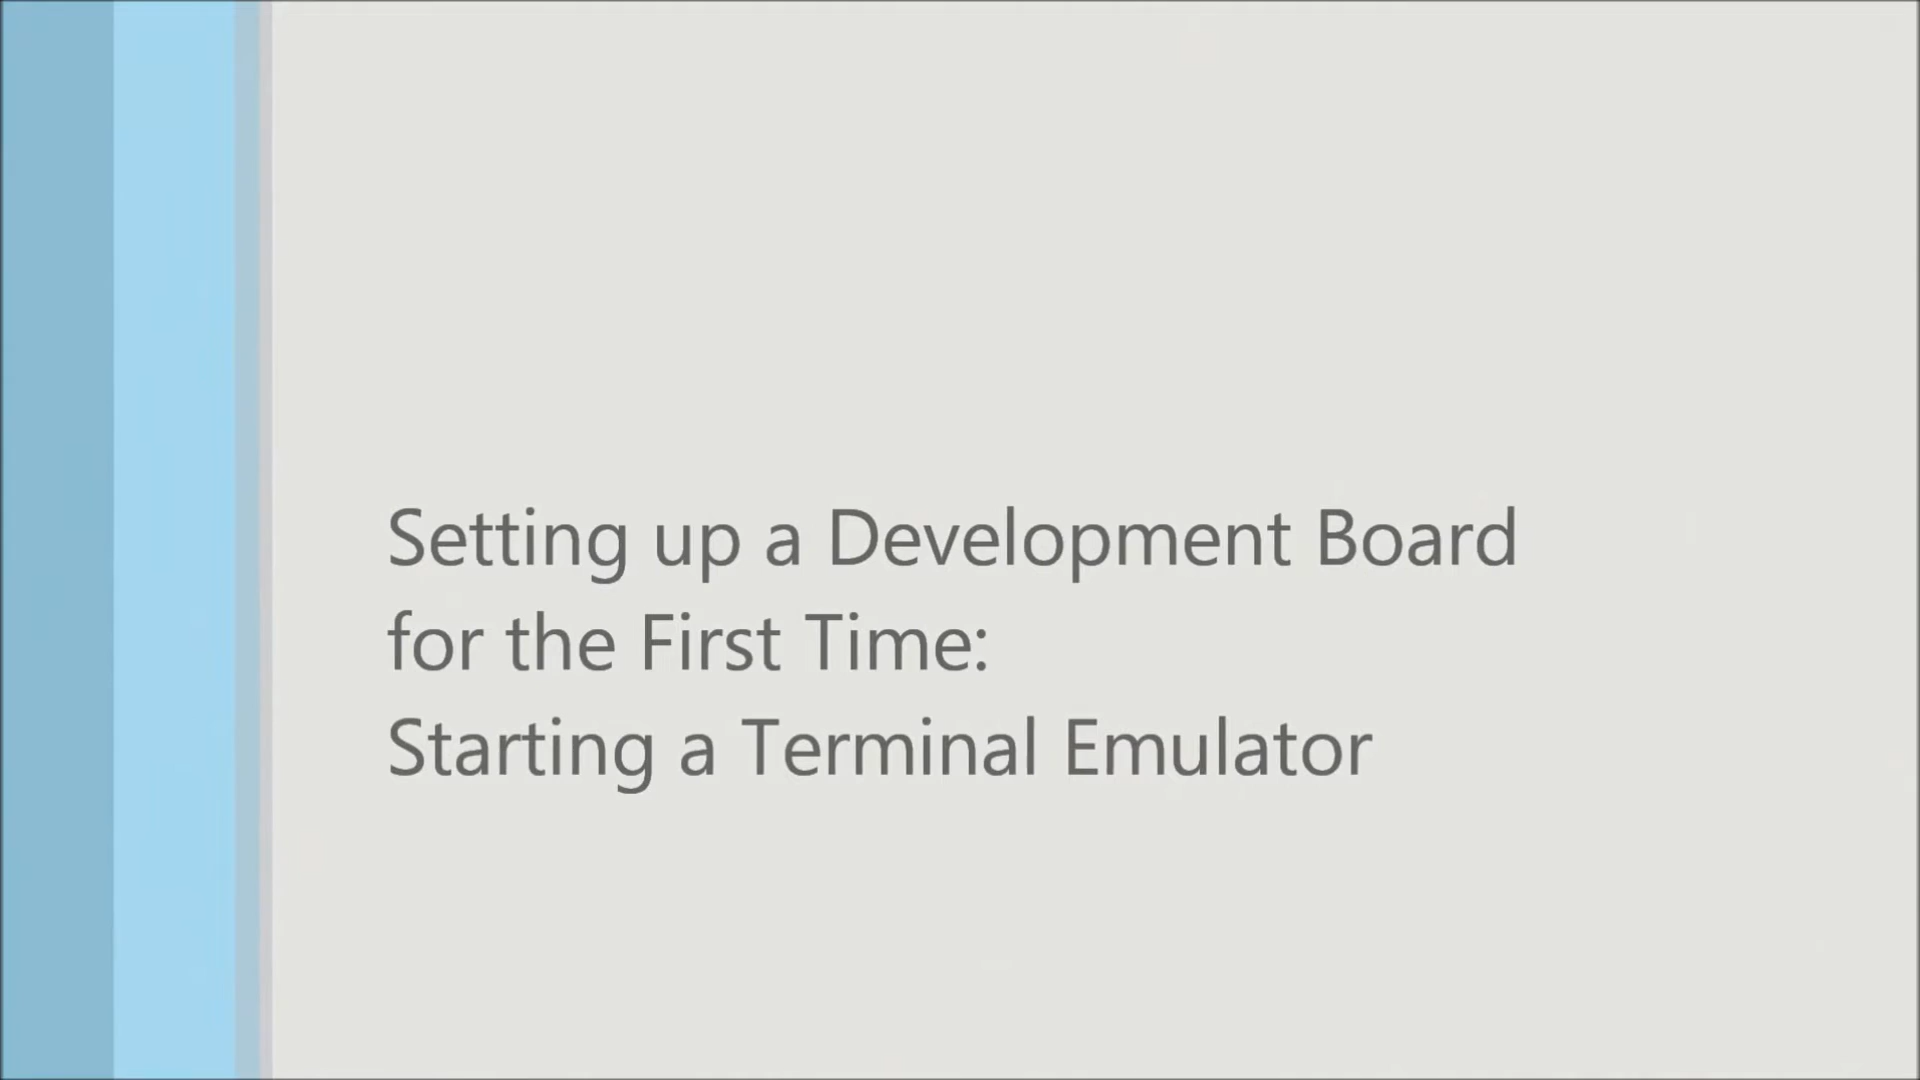 Setting up a Development Board
for the First Time:
Starting a Terminal Emulator